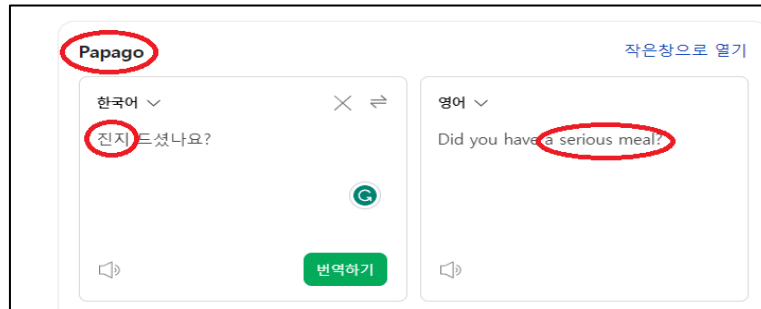 Papago
작은창으로 열기
한국어
영어
진지 드셨나요?
Did you have a serious meal?
번역하기